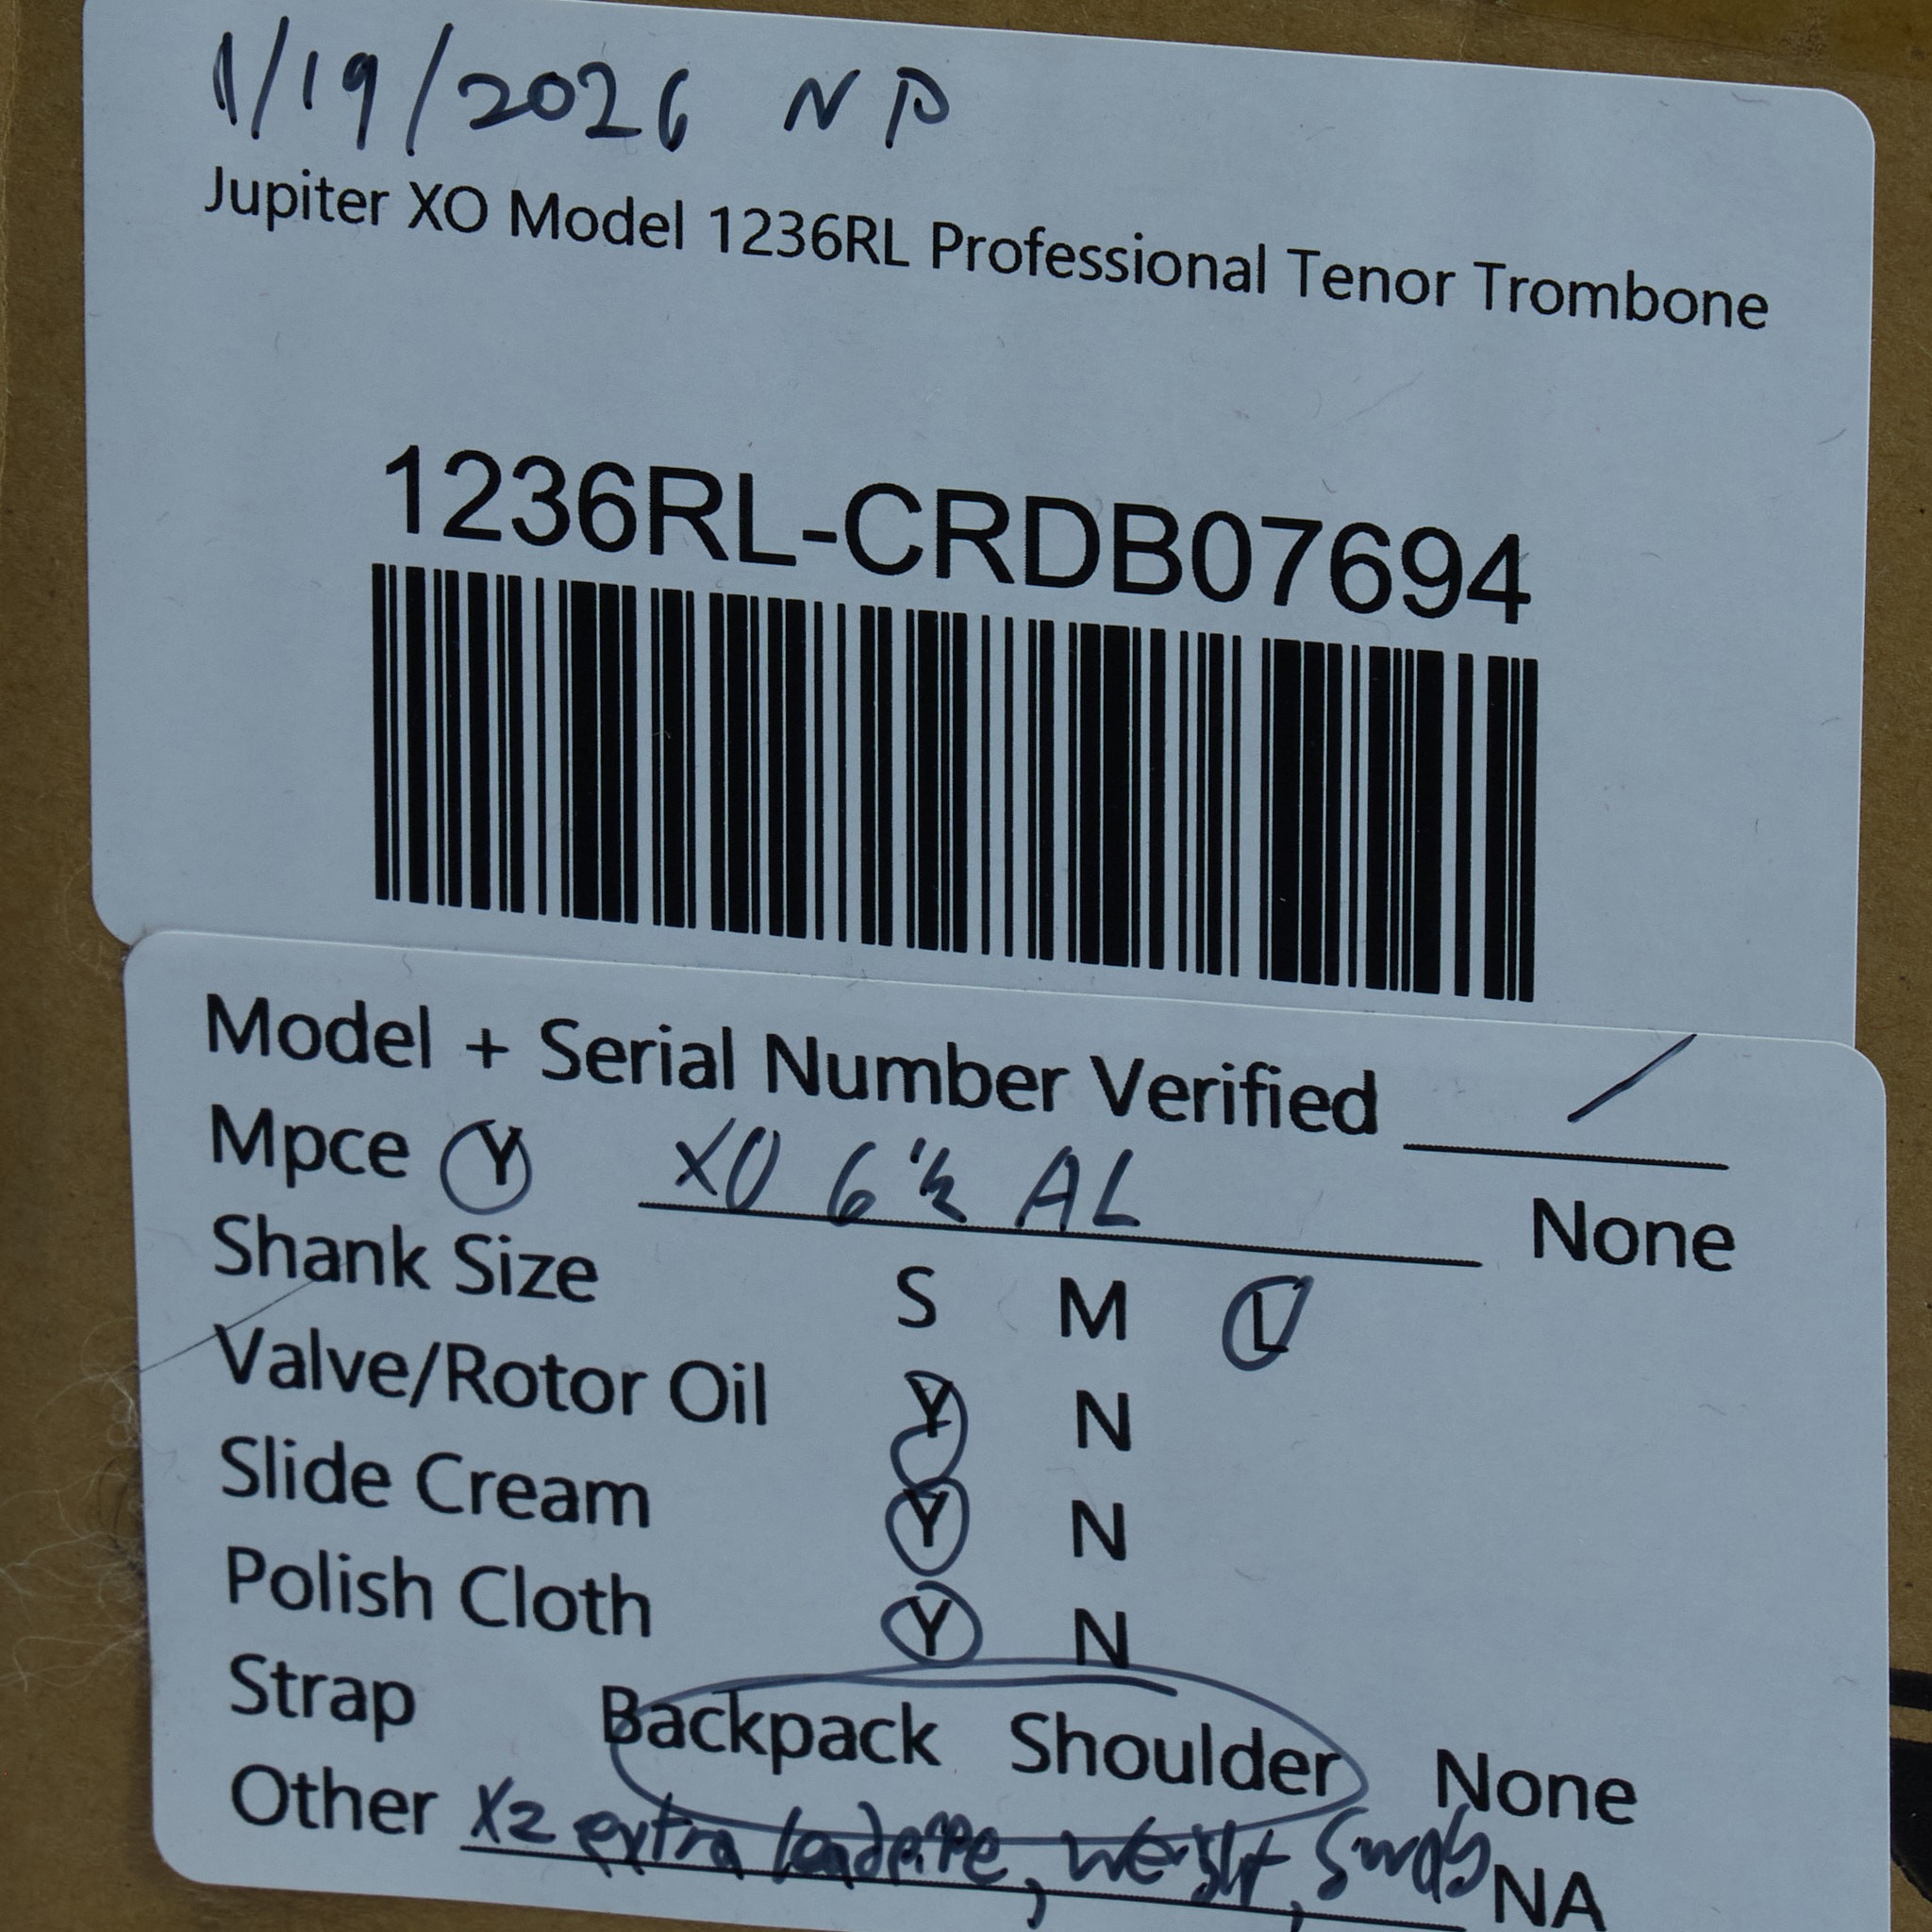 1/19/2026 NP
Jupiter XO Model 1236RL Professional Tenor Trombone
1236RL-CRDB07694
Model + Serial Number Verified /
Mpce Y XO 6½ AL None
Shank Size S M L
Valve/Rotor Oil Y N
Slide Cream Y N
Polish Cloth Y N
Strap Backpack Shoulder None
Other X2 extra leadpipe, weight, NA